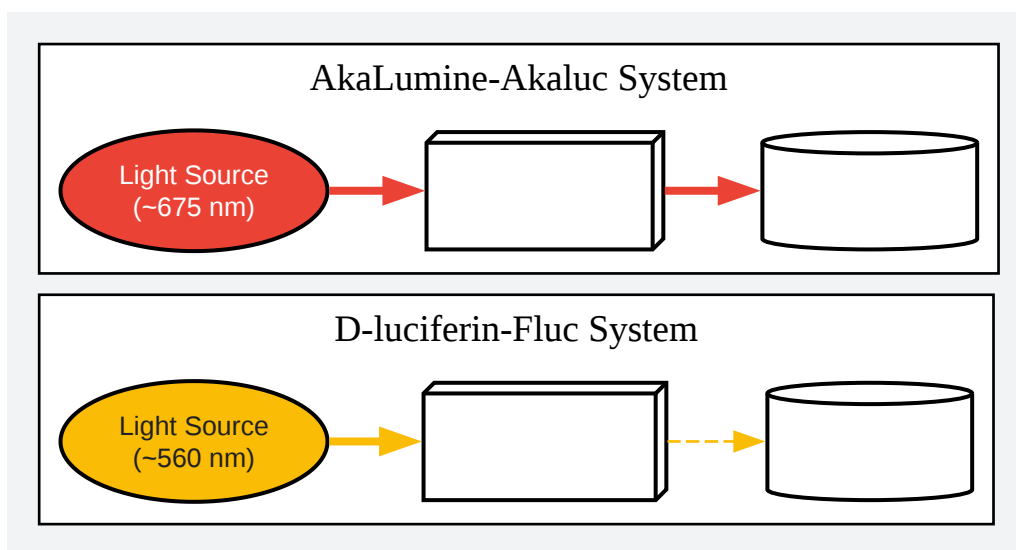 AkaLumine-Akaluc System
Light Source
(~675 nm)
D-luciferin-Fluc System
Light Source
(~560 nm)